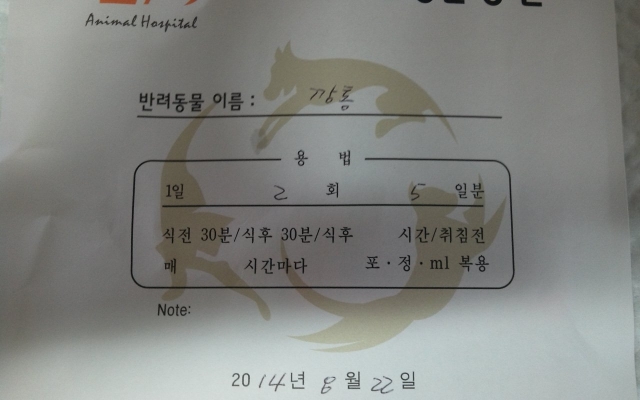 Animal Hospital
반려동물 이름 : 깡통
용 법
1일 2 회 5 일분
식전 30분/식후 30분/식후 시간/취침전
매 시간마다 포 · 정 · ml 복용
Note:
2014년 8월 22일